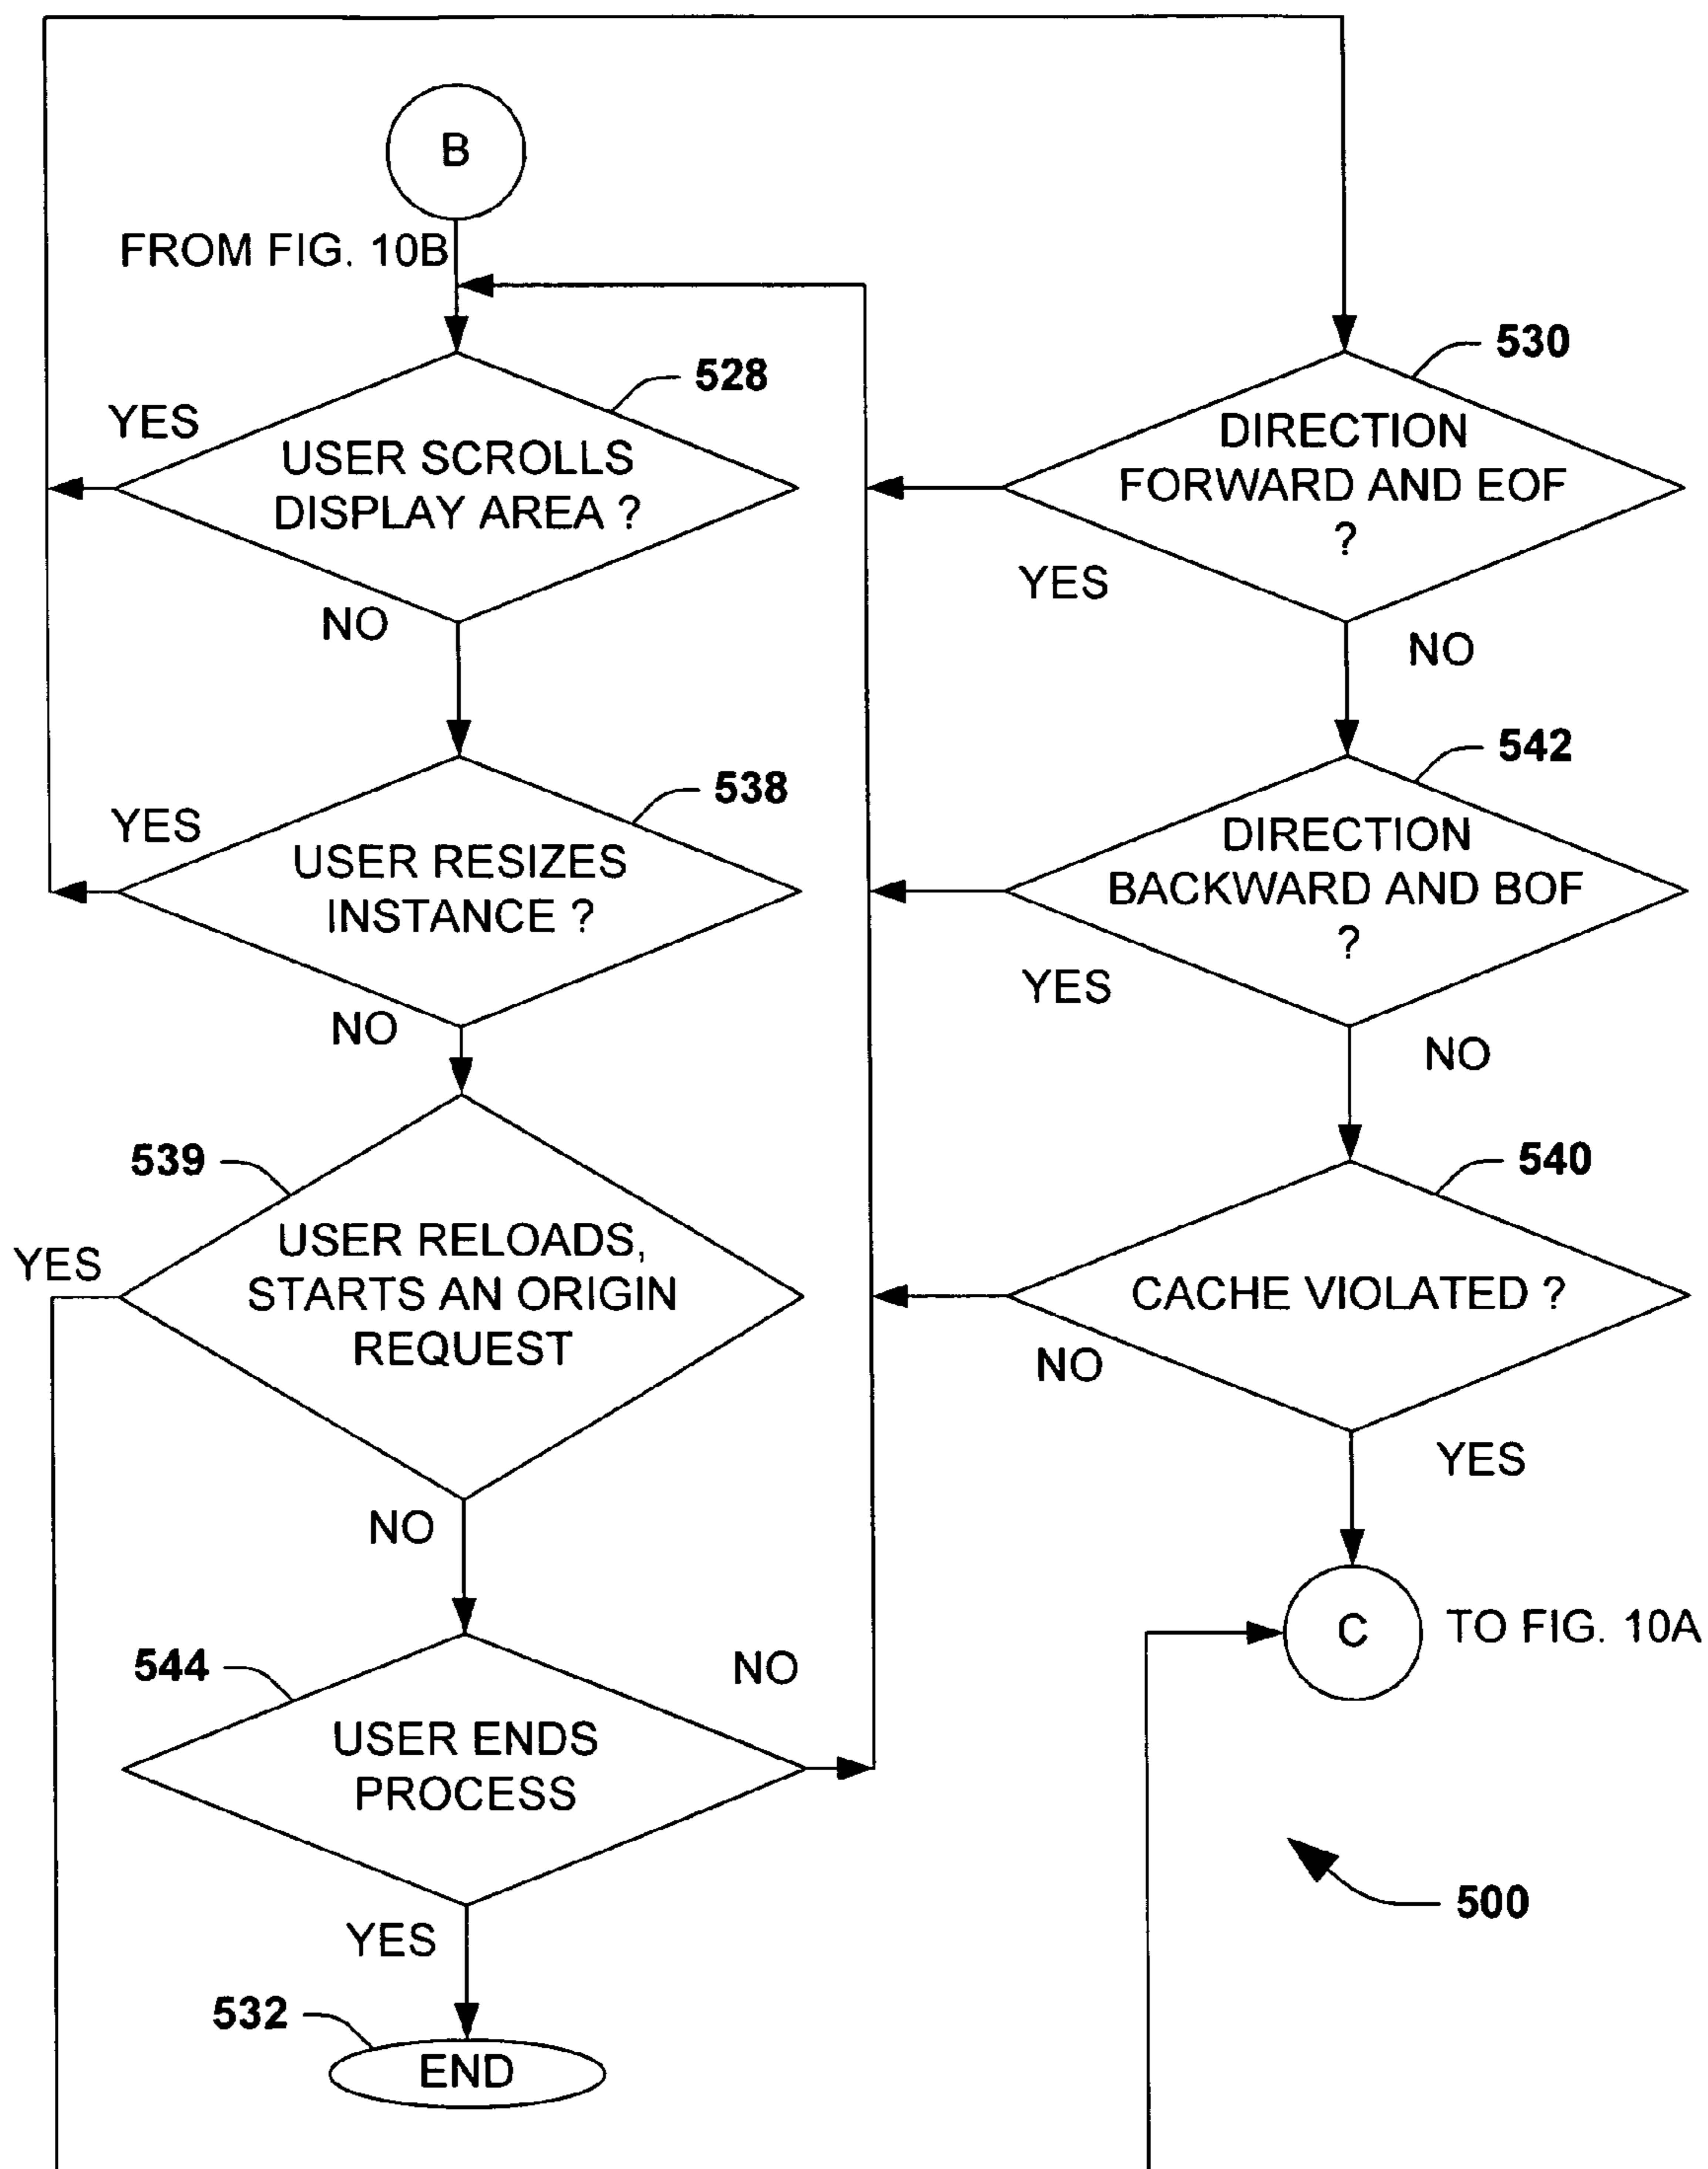 B
FROM FIG. 10B
528
YES
USER SCROLLS
DISPLAY AREA ?
NO
538
YES
USER RESIZES
INSTANCE ?
NO
539
YES
USER RELOADS,
STARTS AN ORIGIN
REQUEST
NO
544
NO
USER ENDS
PROCESS
YES
532
END
530
DIRECTION
FORWARD AND EOF
?
YES
NO
542
DIRECTION
BACKWARD AND BOF
?
YES
NO
540
CACHE VIOLATED ?
NO
YES
C
TO FIG. 10A
500